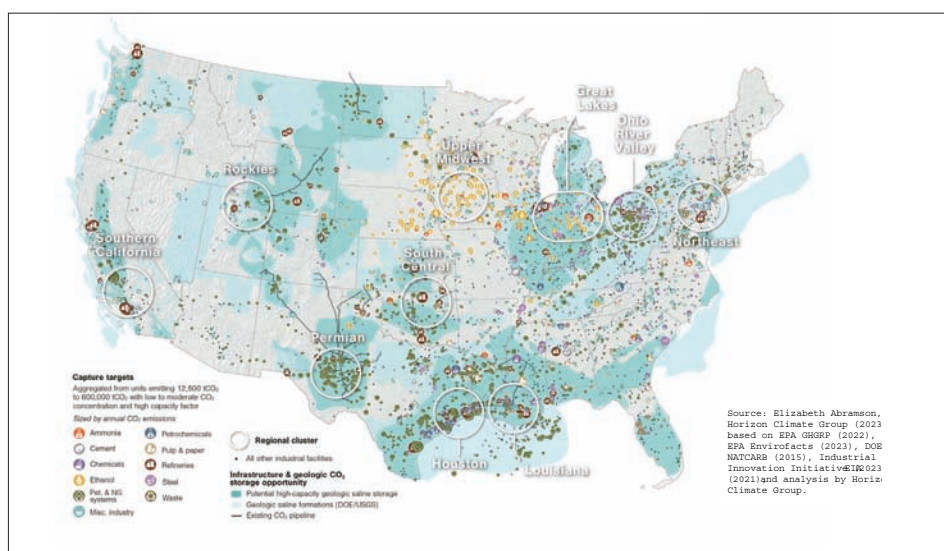 Great
Lakes
Ohio
River
Valley
Upper
Midwest
Rockies
Northeast
Southern
California
South
Central
Permian
Houston
Louisiana
Capture targets
Aggregated from units emitting 12,500 tCO₂
to 600,000 tCO₂ with low to moderate CO₂
concentration and high capacity factor
Sized by annual CO₂ emissions
Ammonia
Cement
Chemicals
Ethanol
Pet. & NG
systems
Misc. industry
Petrochemicals
Pulp & paper
Refineries
Steel
Waste
Regional cluster
All other industrial facilities
Infrastructure & geologic CO₂
storage opportunity
Potential high-capacity geologic saline storage
Geologic saline formations (DOE/USGS)
Existing CO₂ pipeline
Source: Elizabeth Abramson,
Horizon Climate Group (2023
based on EPA GHGRP (2022),
EPA Envirofacts (2023), DOE
NATCARB (2015), Industrial
Innovation Initiative
(2021) and analysis by Horiz
Climate Group.